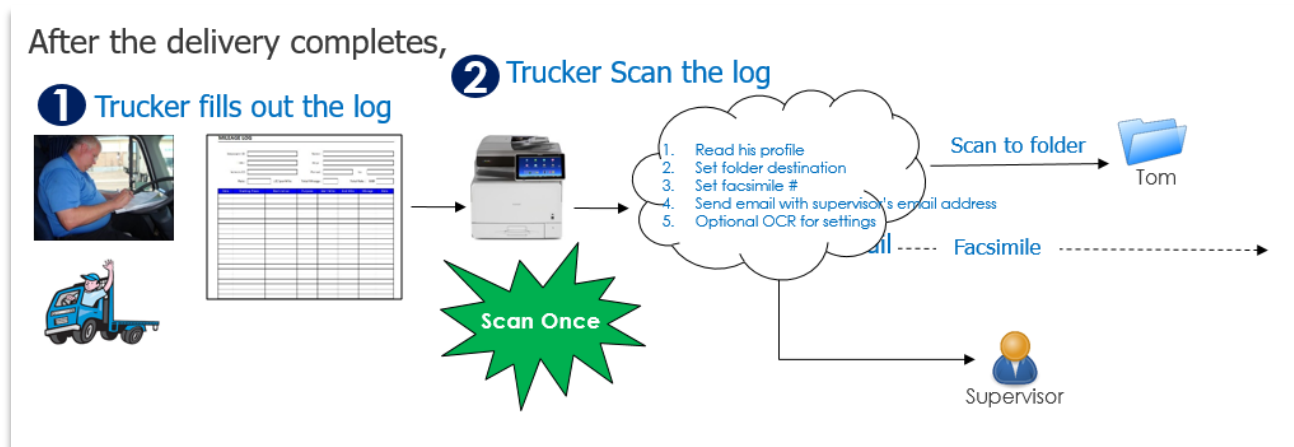 After the delivery completes,
1 Trucker fills out the log
2 Trucker Scan the log
MILEAGE LOG
1. Read his profile
2. Set folder destination
3. Set facsimile #
4. Send email with supervisor's email address
5. Optional OCR for settings
Scan to folder
Tom
ail
Facsimile
Scan Once
Supervisor